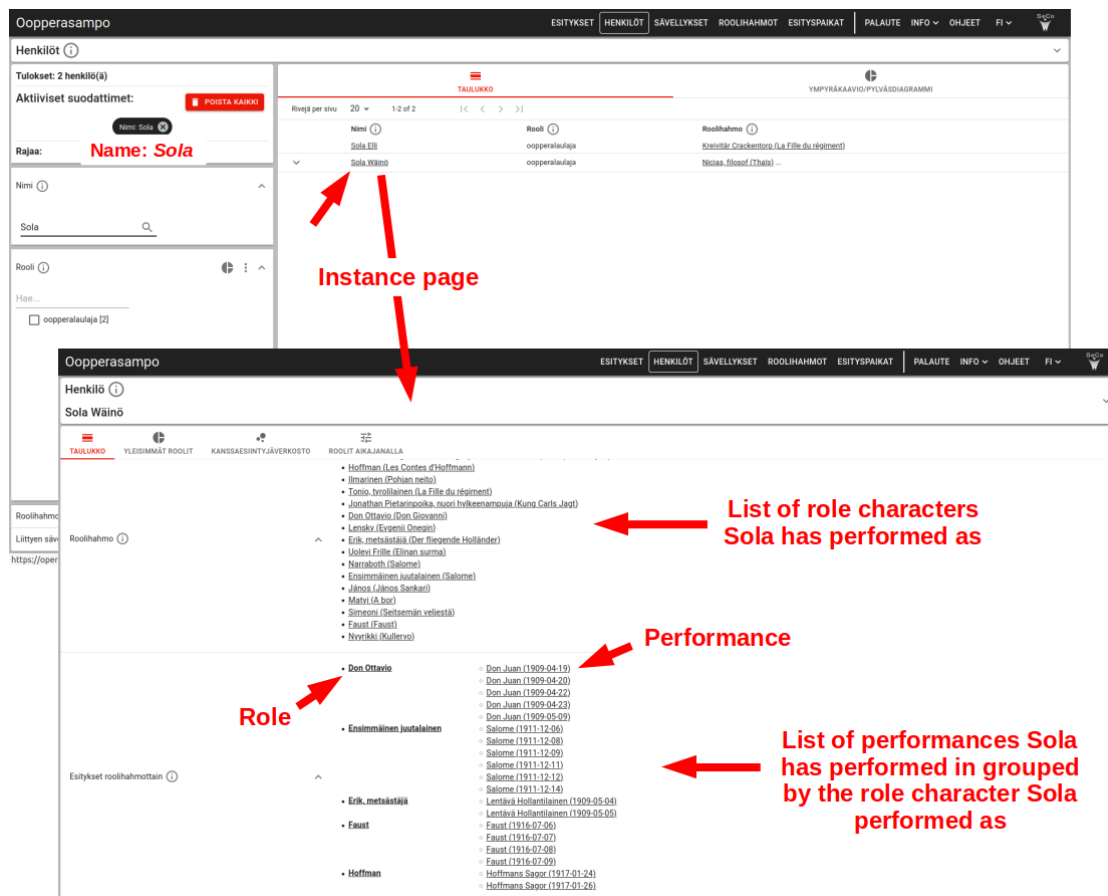 Oopperasampo
ESITYKSET HENKILÖT SÄVELLYKSET ROOLIHAHMOT ESITYSPAIKAT PALAUTE INFO OHJEET FI SeCo
Henkilöt
Tulokset: 2 henkilö(ä)
Aktiiviset suodattimet:
POISTA KAIKKI
Nimi: Sola
Rajaa:
Name: Sola
Nimi
Sola
Rooli
Hae...
oopperalaulaja [2]
Roolihahmo
Liittyen säv
https://oper
TAULUKKO
YMPYRÄKAAVIO/PYLVÄSDIAGRAMMI
Rivejä per sivu 20 1-2 of 2
Nimi Rooli Roolihahmo
Sola Elli oopperalaulaja Kreivitär Crackentorp (La Fille du régiment)
Sola Wäinö oopperalaulaja Nicias, filosof (Thaïs) ...
Instance page
Oopperasampo
ESITYKSET HENKILÖT SÄVELLYKSET ROOLIHAHMOT ESITYSPAIKAT PALAUTE INFO OHJEET FI SeCo
Henkilö
Sola Wäinö
TAULUKKO YLEISIMMÄT ROOLIT KANSSAESIINTYJÄVERKOSTO ROOLIT AIKAJANALLA
Roolihahmo
• Hoffman (Les Contes d'Hoffmann)
• Ilmarinen (Pohjan neito)
• Tonio, tyrolilainen (La Fille du régiment)
• Jonathan Pietarinpoika, nuori hylkeenampuja (Kung Carls Jagt)
• Don Ottavio (Don Giovanni)
• Lensky (Evgenii Onegin)
• Erik, metsästäjä (Der fliegende Holländer)
• Uolevi Frille (Elinan surma)
• Narraboth (Salome)
• Ensimmäinen juutalainen (Salome)
• János (János Sankari)
• Matyi (A bor)
• Simeoni (Seitsemän veljestä)
• Faust (Faust)
• Nyyrikki (Kullervo)
List of role characters
Sola has performed as
Performance
Role
Esitykset roolihahmottain
• Don Ottavio
○ Don Juan (1909-04-19)
○ Don Juan (1909-04-20)
○ Don Juan (1909-04-22)
○ Don Juan (1909-04-23)
○ Don Juan (1909-05-09)
• Ensimmäinen juutalainen
○ Salome (1911-12-06)
○ Salome (1911-12-08)
○ Salome (1911-12-09)
○ Salome (1911-12-11)
○ Salome (1911-12-12)
○ Salome (1911-12-14)
• Erik, metsästäjä
○ Lentävä Hollantilainen (1909-05-04)
○ Lentävä Hollantilainen (1909-05-05)
• Faust
○ Faust (1916-07-06)
○ Faust (1916-07-07)
○ Faust (1916-07-08)
○ Faust (1916-07-09)
• Hoffman
○ Hoffmans Sagor (1917-01-24)
○ Hoffmans Sagor (1917-01-26)
List of performances Sola
has performed in grouped
by the role character Sola
performed as